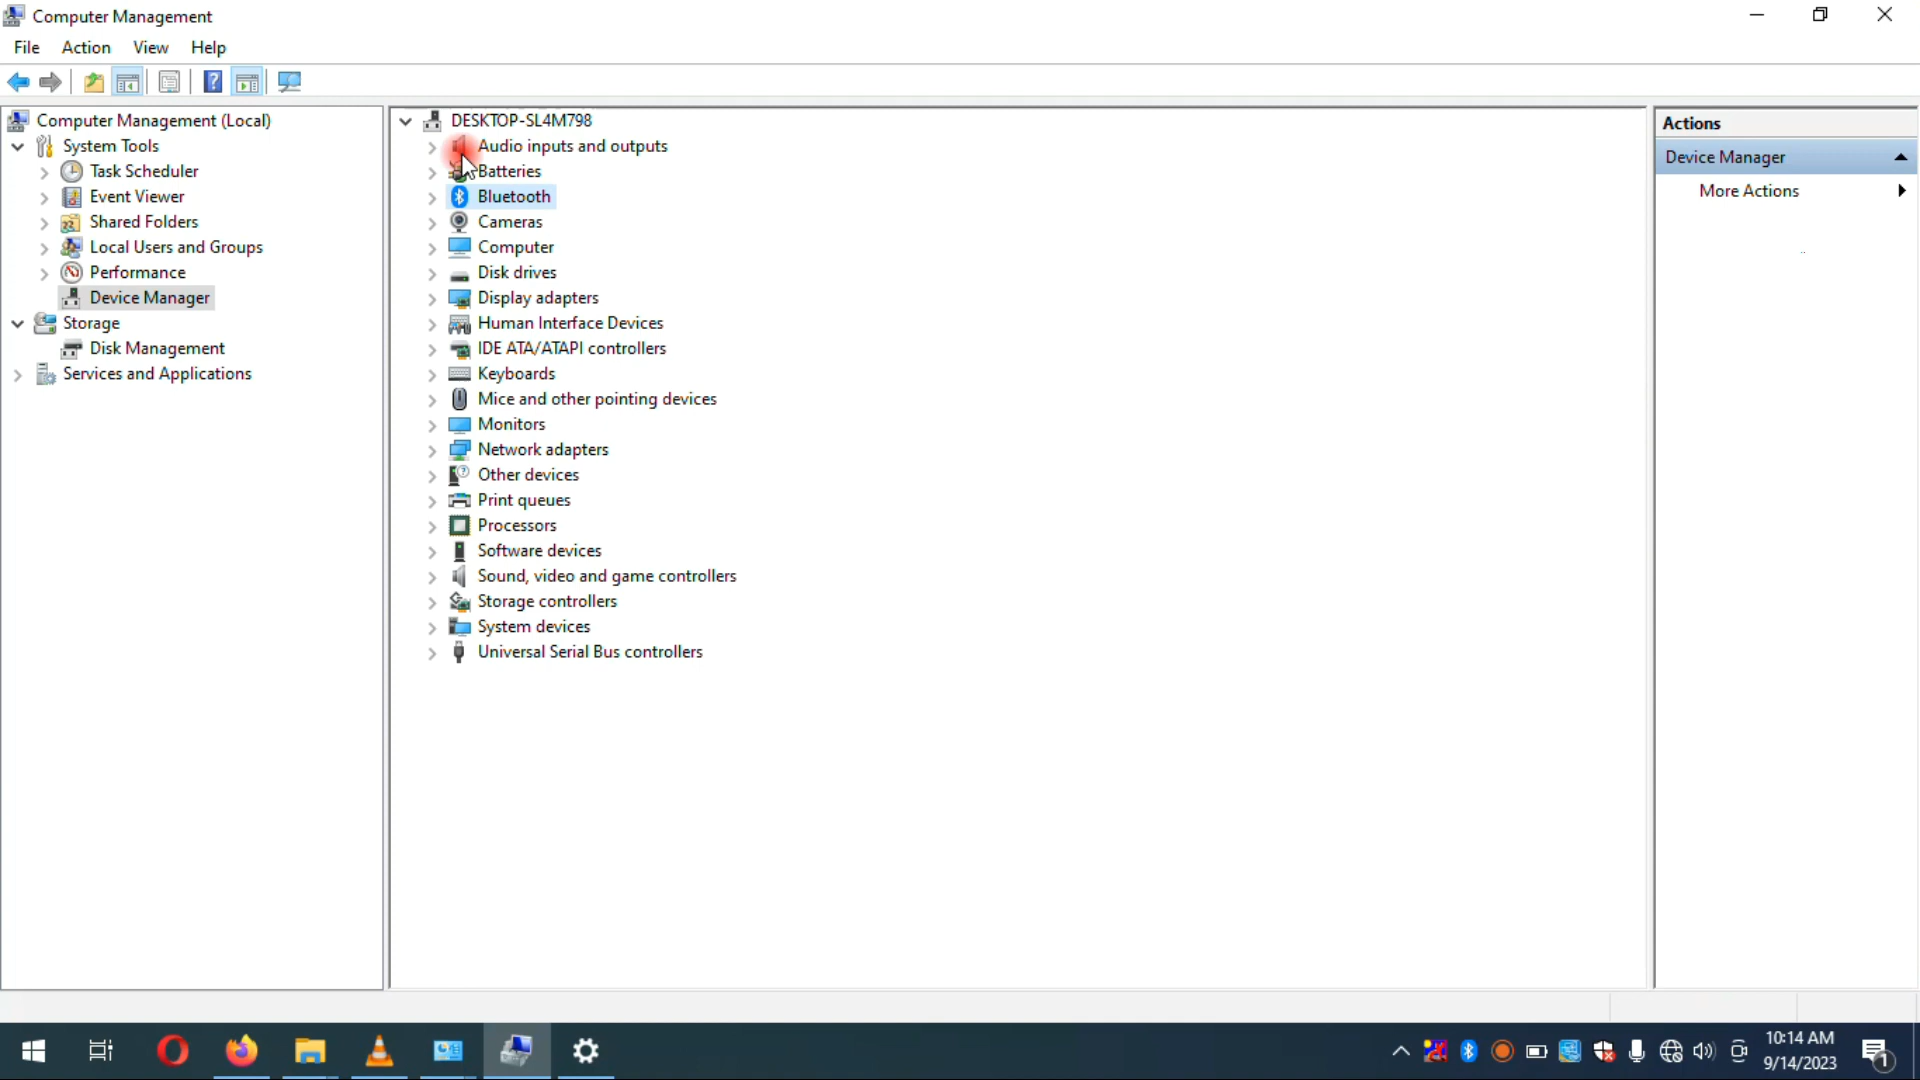 Computer Management
File Action View Help
Computer Management (Local)
System Tools
Task Scheduler
Event Viewer
Shared Folders
Local Users and Groups
Performance
Device Manager
Storage
Disk Management
Services and Applications
DESKTOP-SL4M798
Audio inputs and outputs
Batteries
Bluetooth
Cameras
Computer
Disk drives
Display adapters
Human Interface Devices
IDE ATA/ATAPI controllers
Keyboards
Mice and other pointing devices
Monitors
Network adapters
Other devices
Print queues
Processors
Software devices
Sound, video and game controllers
Storage controllers
System devices
Universal Serial Bus controllers
Actions
Device Manager
More Actions
10:14 AM
9/14/2023
1